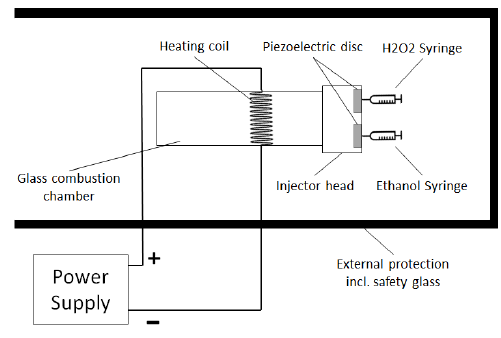 Heating coil
Piezoelectric disc
H2O2 Syringe
Glass combustion
chamber
Injector head
Ethanol Syringe
+
Power
Supply
–
External protection
incl. safety glass